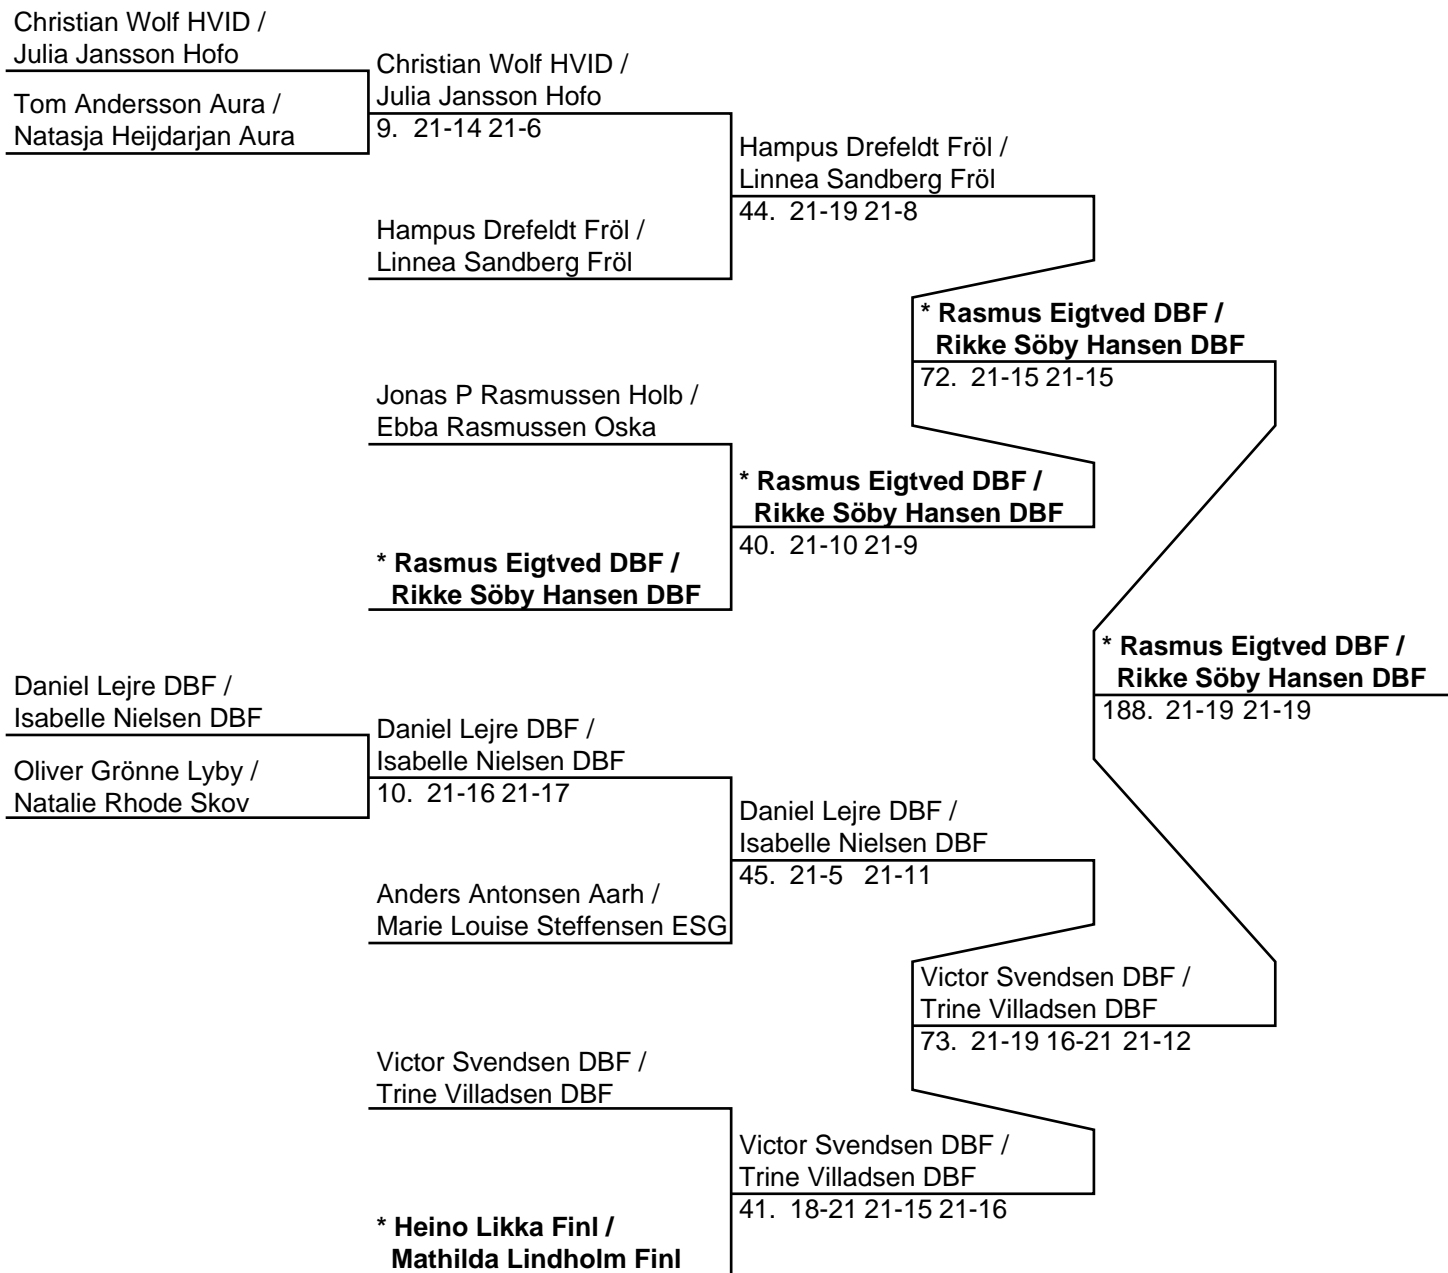 Christian Wolf HVID /
Julia Jansson Hofo
Tom Andersson Aura /
Natasja Heijdarjan Aura
Christian Wolf HVID /
Julia Jansson Hofo
9. 21-14 21-6
Hampus Drefeldt Fröl /
Linnea Sandberg Fröl
Hampus Drefeldt Fröl /
Linnea Sandberg Fröl
44. 21-19 21-8
Jonas P Rasmussen Holb /
Ebba Rasmussen Oska
* Rasmus Eigtved DBF /
Rikke Söby Hansen DBF
* Rasmus Eigtved DBF /
Rikke Söby Hansen DBF
40. 21-10 21-9
* Rasmus Eigtved DBF /
Rikke Söby Hansen DBF
72. 21-15 21-15
* Rasmus Eigtved DBF /
Rikke Söby Hansen DBF
188. 21-19 21-19
Daniel Lejre DBF /
Isabelle Nielsen DBF
Oliver Grönne Lyby /
Natalie Rhode Skov
Daniel Lejre DBF /
Isabelle Nielsen DBF
10. 21-16 21-17
Anders Antonsen Aarh /
Marie Louise Steffensen ESG
Daniel Lejre DBF /
Isabelle Nielsen DBF
45. 21-5 21-11
Victor Svendsen DBF /
Trine Villadsen DBF
73. 21-19 16-21 21-12
Victor Svendsen DBF /
Trine Villadsen DBF
* Heino Likka Finl /
Mathilda Lindholm Finl
Victor Svendsen DBF /
Trine Villadsen DBF
41. 18-21 21-15 21-16